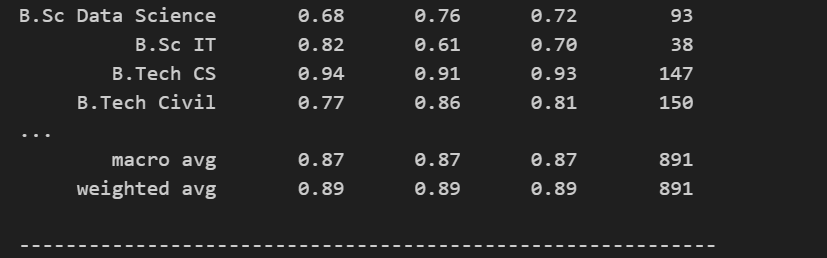 B.Sc Data Science 0.68 0.76 0.72 93
B.Sc IT 0.82 0.61 0.70 38
B.Tech CS 0.94 0.91 0.93 147
B.Tech Civil 0.77 0.86 0.81 150
...
macro avg 0.87 0.87 0.87 891
weighted avg 0.89 0.89 0.89 891
------------------------------------------------------------